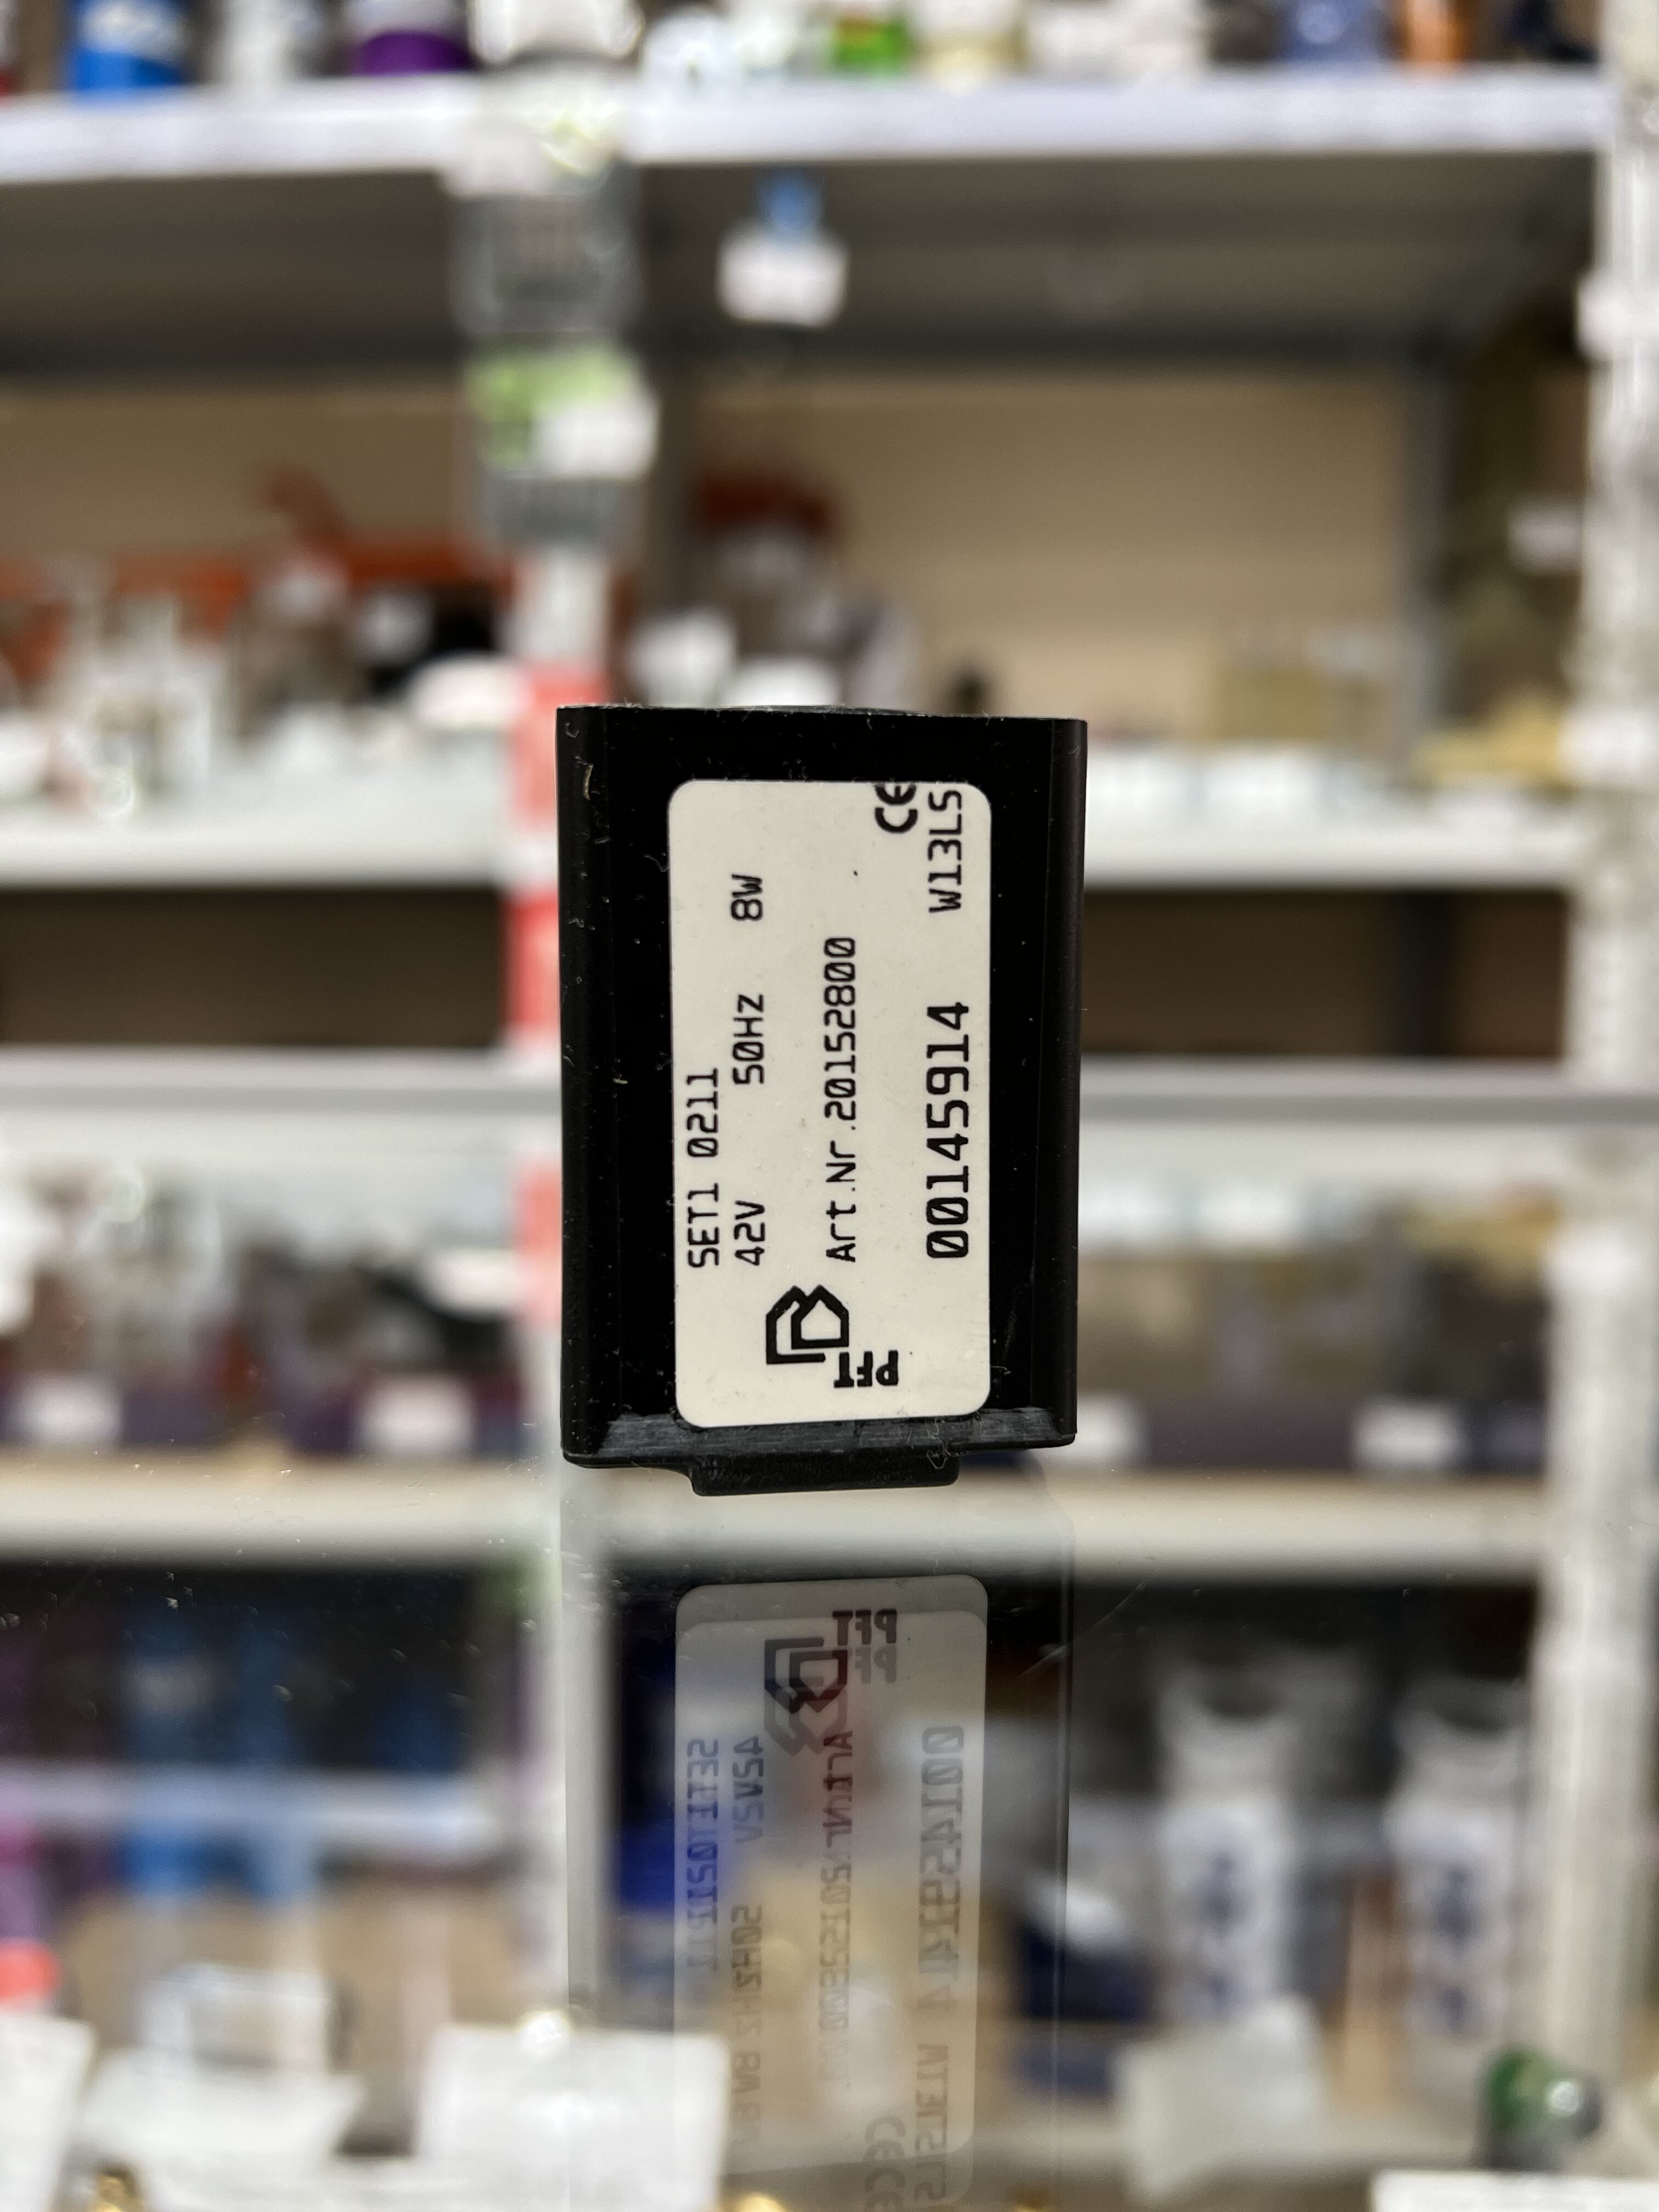 SET1 0211
42V 50Hz 8W
Art.Nr.20152800
CE
00145914 W13LS
PFT